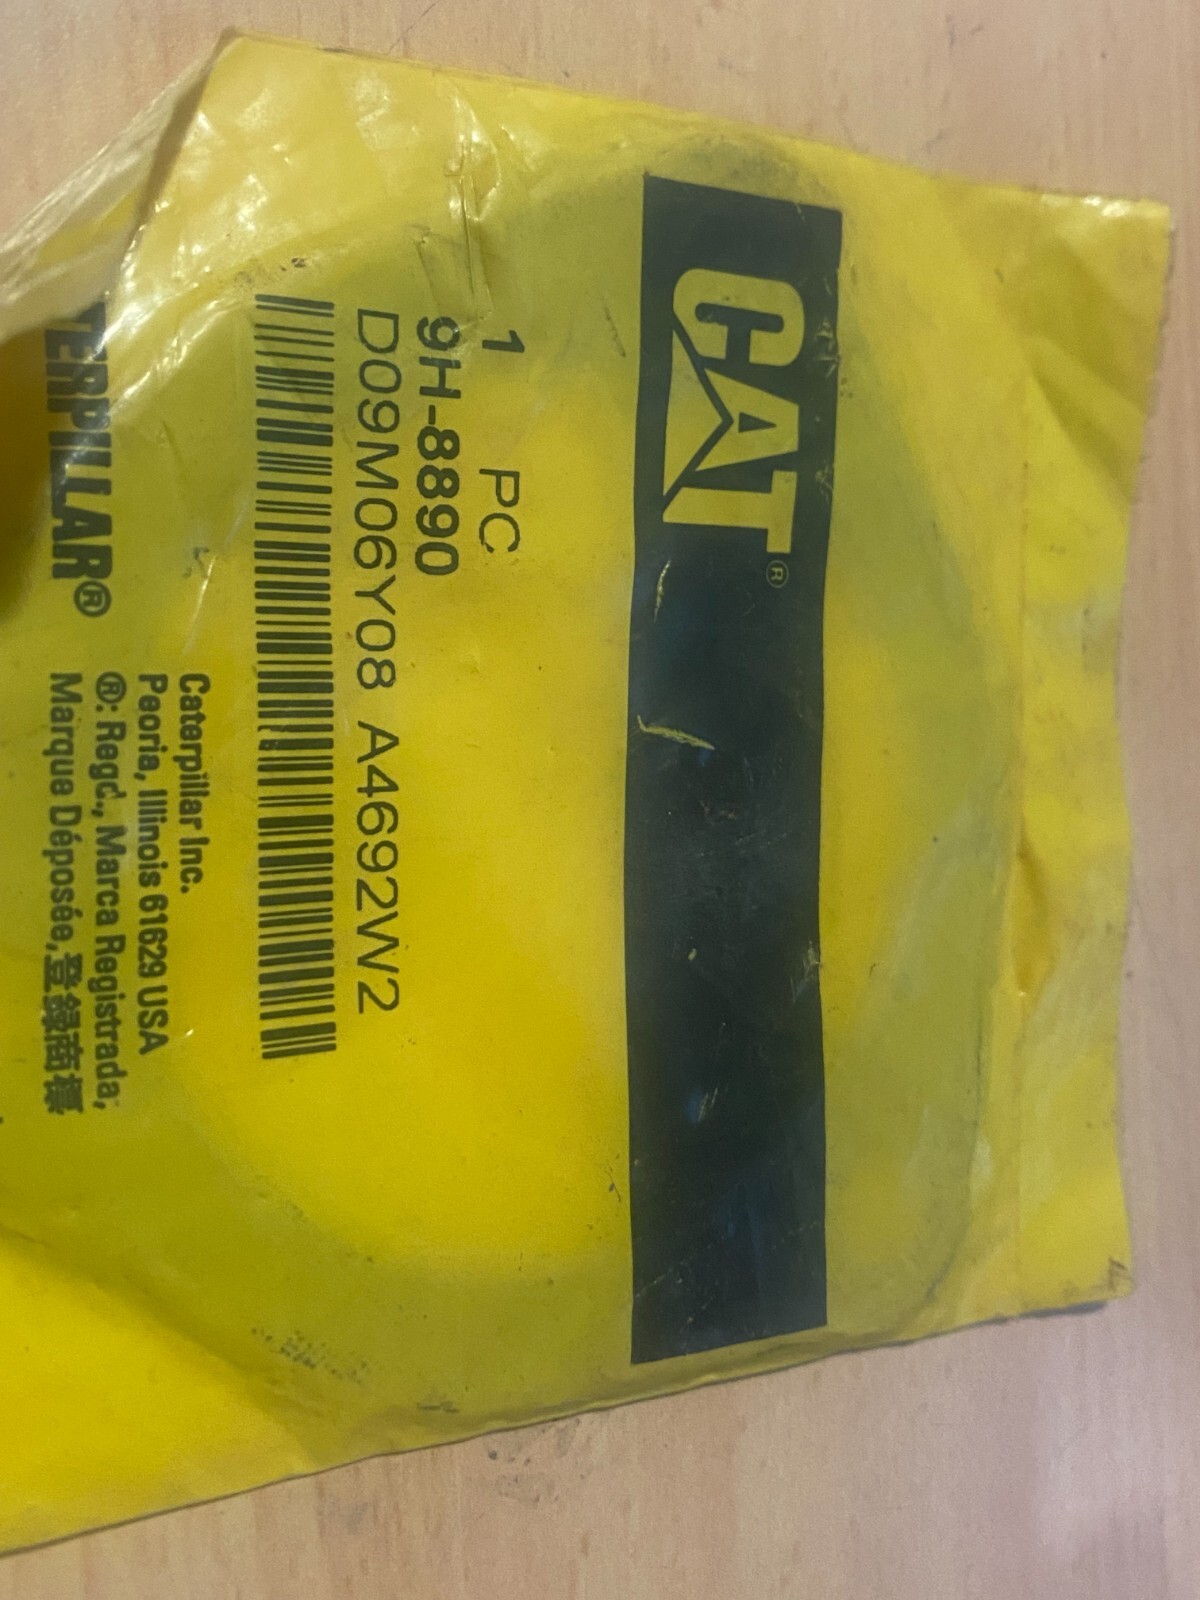 CAT®
1 PC
9H-8890
D09M06Y08 A4692W2
TERPILLAR®
Caterpillar Inc.
Peoria, Illinois 61629 USA
®: Regd., Marca Registrada,
Marque Déposée, 登録商標